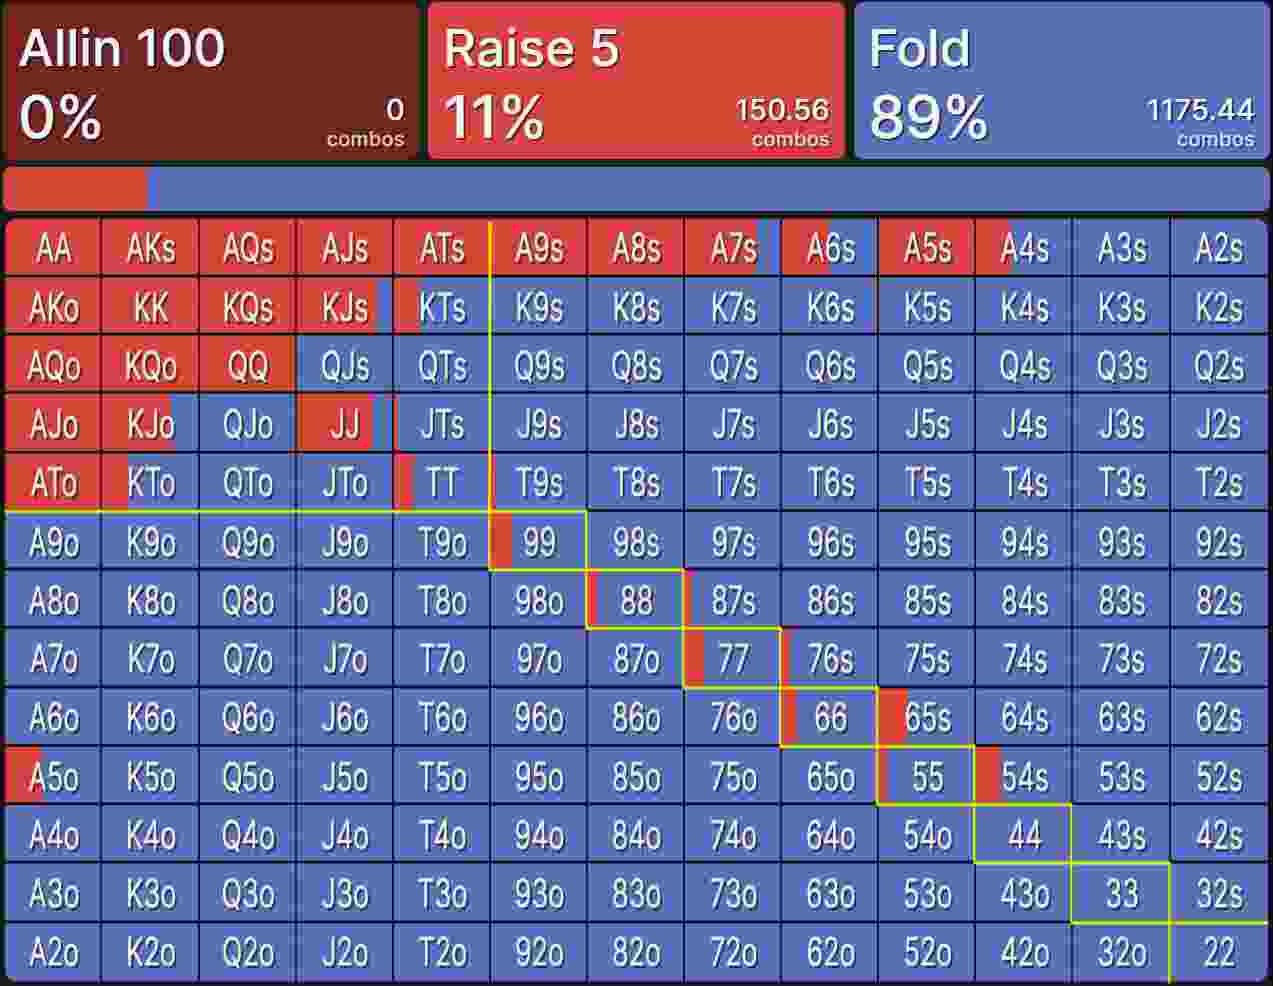 Allin 100 Raise 5 Fold
0% 0 11% 150.56 89% 1175.44
combos combos combos
AA AKs AQs AJs ATs A9s A8s A7s A6s A5s A4s A3s A2s
AKo KK KQs KJs KTs K9s K8s K7s K6s K5s K4s K3s K2s
AQo KQo QQ QJs QTs Q9s Q8s Q7s Q6s Q5s Q4s Q3s Q2s
AJo KJo QJo JJ JTs J9s J8s J7s J6s J5s J4s J3s J2s
ATo KTo QTo JTo TT T9s T8s T7s T6s T5s T4s T3s T2s
A9o K9o Q9o J9o T9o 99 98s 97s 96s 95s 94s 93s 92s
A8o K8o Q8o J8o T8o 98o 88 87s 86s 85s 84s 83s 82s
A7o K7o Q7o J7o T7o 97o 87o 77 76s 75s 74s 73s 72s
A6o K6o Q6o J6o T6o 96o 86o 76o 66 65s 64s 63s 62s
A5o K5o Q5o J5o T5o 95o 85o 75o 65o 55 54s 53s 52s
A4o K4o Q4o J4o T4o 94o 84o 74o 64o 54o 44 43s 42s
A3o K3o Q3o J3o T3o 93o 83o 73o 63o 53o 43o 33 32s
A2o K2o Q2o J2o T2o 92o 82o 72o 62o 52o 42o 32o 22